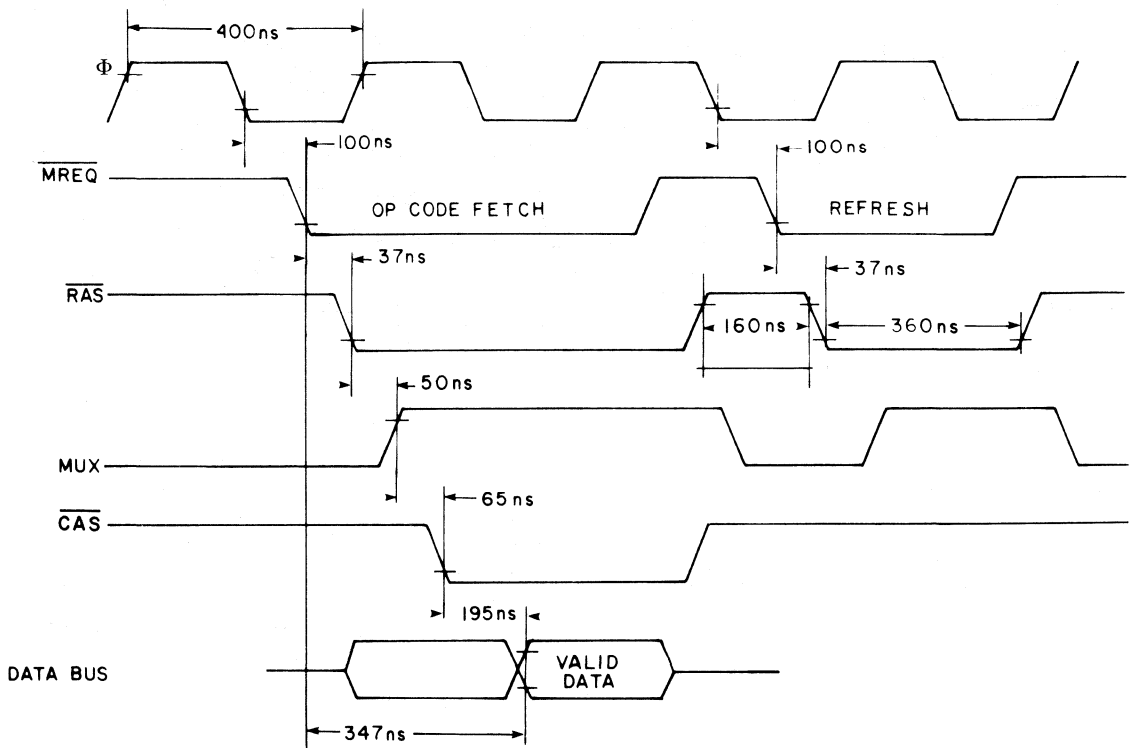 400ns
Φ
100ns
100ns
MREQ
OP CODE FETCH
REFRESH
37ns
37ns
RAS
160ns
360ns
50ns
MUX
65ns
CAS
195ns
DATA BUS
VALID
DATA
347ns